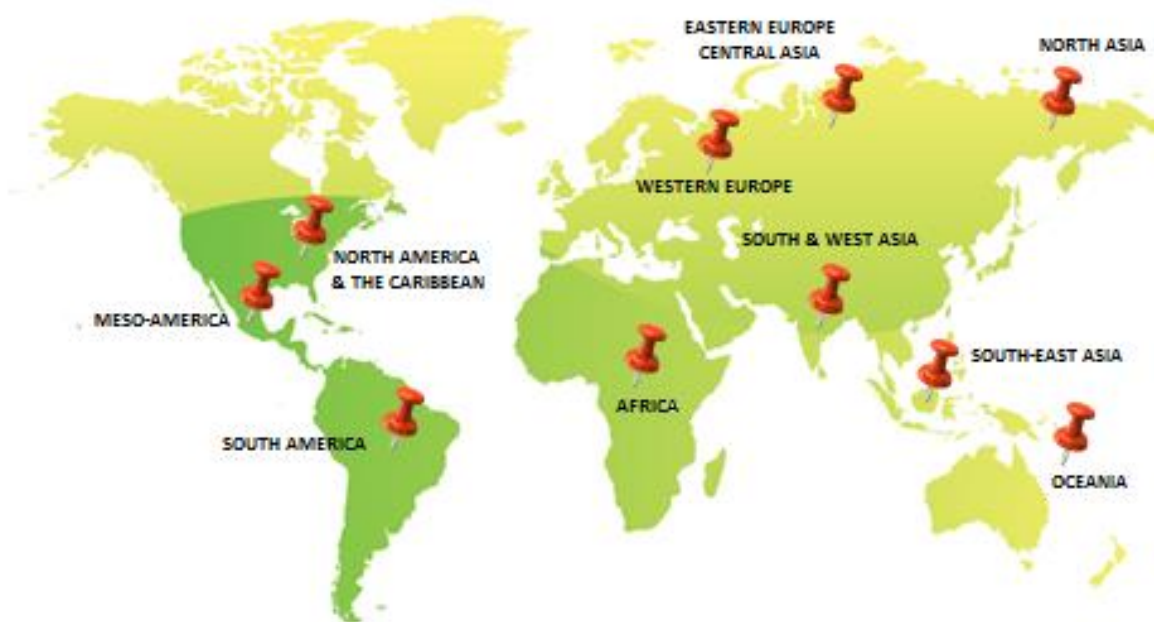 EASTERN EUROPE
CENTRAL ASIA
NORTH ASIA
WESTERN EUROPE
SOUTH & WEST ASIA
NORTH AMERICA
& THE CARIBBEAN
MESO-AMERICA
SOUTH-EAST ASIA
AFRICA
SOUTH AMERICA
OCEANIA